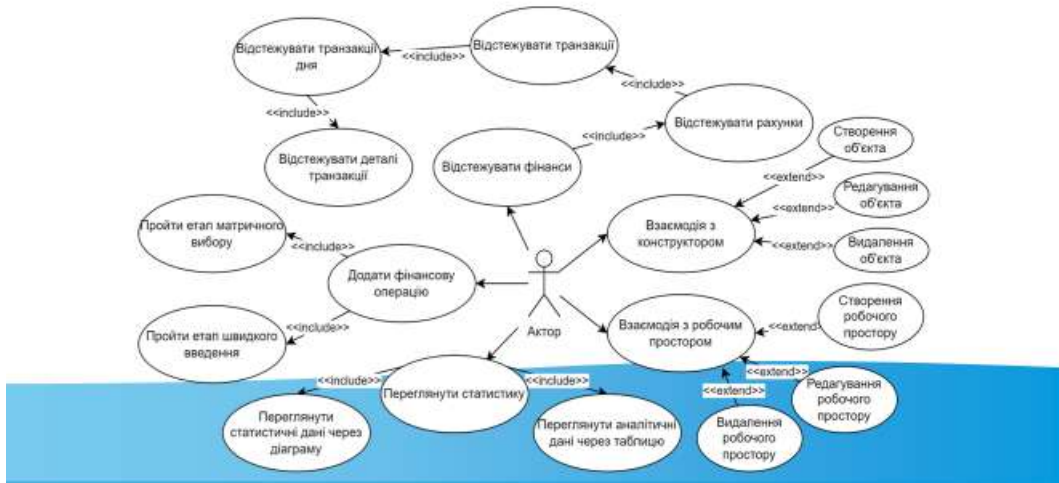 Відстежувати транзакції
дня
<<include>>
Відстежувати транзакції
<<include>>
Відстежувати рахунки
<<include>>
Відстежувати деталі
транзакції
<<include>>
Відстежувати фінанси
Створення
об'єкта
<<extend>>
Редагування
об'єкта
<<extend>>
Видалення
об'єкта
<<extend>>
Взаємодія з
конструктором
Пройти етап матричного
вибору
<<include>>
Додати фінансову
операцію
<<include>>
Пройти етап швидкого
введення
Актор
Взаємодія з робочим
простором
<<extend>>
Створення
робочого
простору
<<extend>>
Редагування
робочого
простору
<<extend>>
Видалення
робочого
простору
<<include>>
Переглянути статистику
<<include>>
Переглянути
статистичні дані через
діаграму
Переглянути аналітичні
дані через таблицю